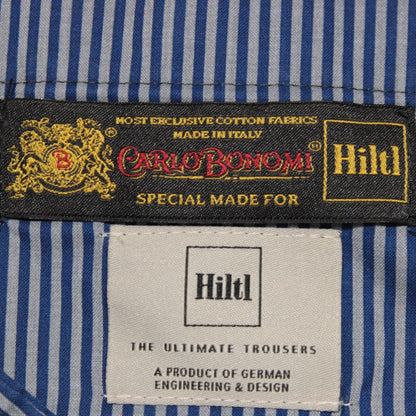 MOST EXCLUSIVE COTTON FABRICS
MADE IN ITALY
B
CARLO BONOMI®
SPECIAL MADE FOR
Hiltl
Hiltl
THE ULTIMATE TROUSERS
A PRODUCT OF GERMAN
ENGINEERING & DESIGN